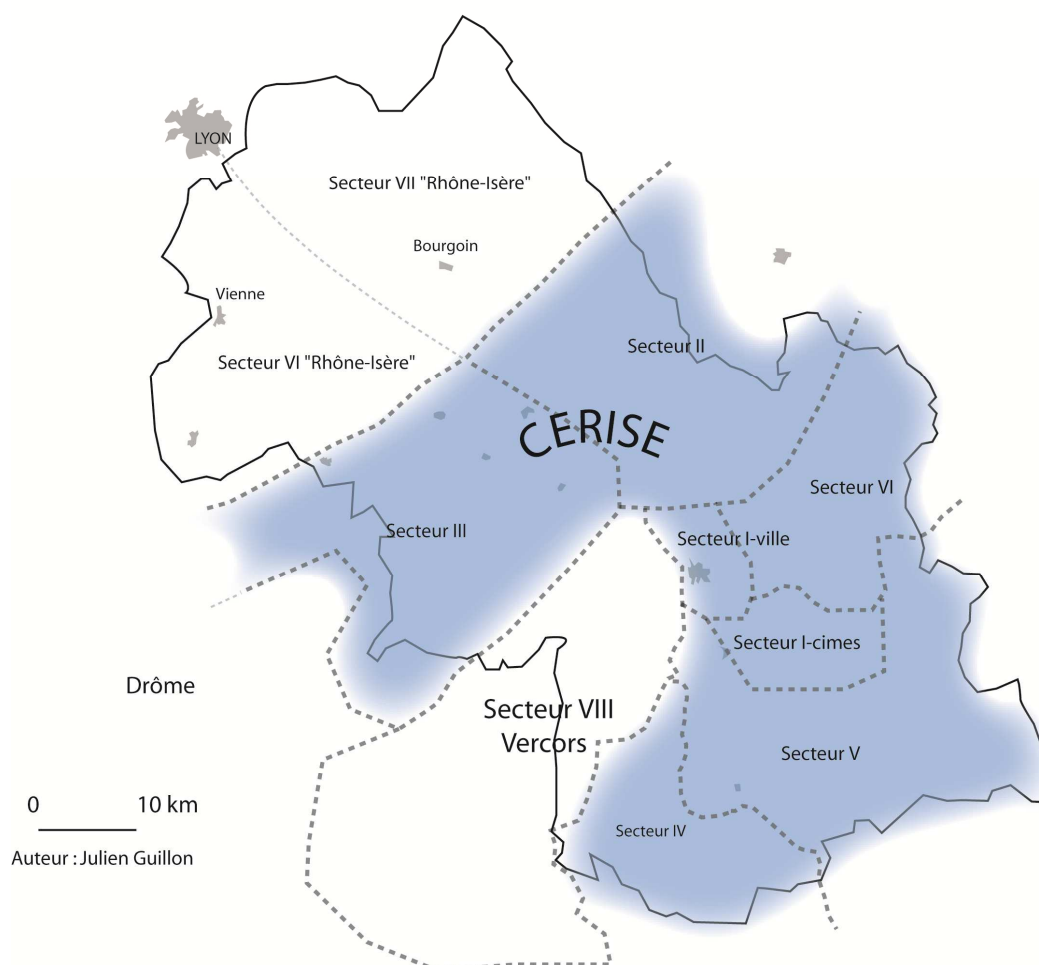 LYON
Secteur VII "Rhône-Isère"
Bourgoin
Vienne
Secteur II
Secteur VI "Rhône-Isère"
CERISE
Secteur VI
Secteur III
Secteur I-ville
Secteur I-cimes
Drôme
Secteur VIII
Vercors
Secteur V
0 10 km
Secteur IV
Auteur : Julien Guillon